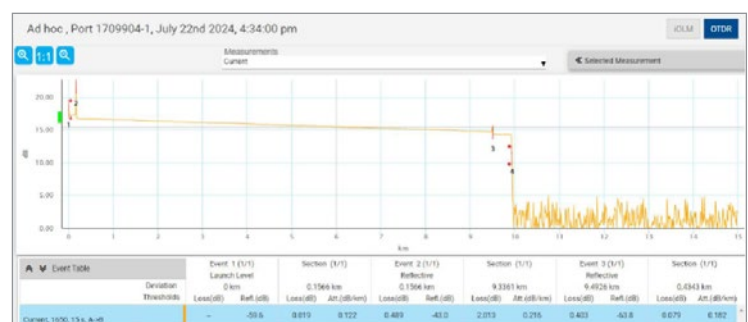 Ad hoc , Port 1709904-1, July 22nd 2024, 4:34:00 pm
iOLM OTDR
1:1
Measurements
Current
Selected Measurement
20.00
15.00
10.00
5.00
0.00
dB
1 2 3 4
0 1 2 3 4 5 6 7 8 9 10 11 12 13 14 15
km
Event Table
Event 1 (1/1) Section (1/1) Event 2 (1/1) Section (1/1) Event 3 (1/1) Section (1/1)
Launch Level Reflective Reflective
Deviation 0 km 0.1566 km 0.1566 km 9.3361 km 9.4926 km 0.4343 km
Thresholds Loss(dB) Refl.(dB) Loss(dB) Att.(dB/km) Loss(dB) Refl.(dB) Loss(dB) Att.(dB/km) Loss(dB) Refl.(dB) Loss(dB) Att.(dB/km)
Current, 1650, -- -59.6 0.019 0.122 0.489 -43.0 2.013 0.216 0.403 -63.8 0.079 0.182